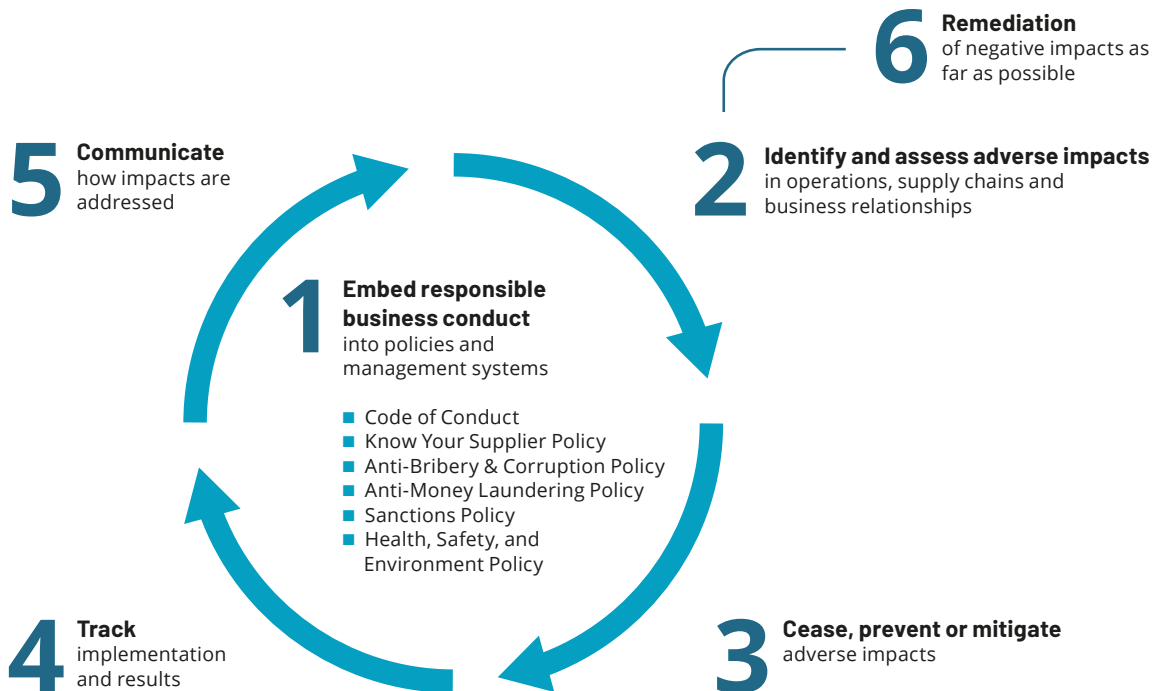 6
Remediation
of negative impacts as
far as possible
5
Communicate
how impacts are
addressed
2
Identify and assess adverse impacts
in operations, supply chains and
business relationships
1
Embed responsible
business conduct
into policies and
management systems
Code of Conduct
Know Your Supplier Policy
Anti-Bribery & Corruption Policy
Anti-Money Laundering Policy
Sanctions Policy
Health, Safety, and
Environment Policy
4
Track
implementation
and results
3
Cease, prevent or mitigate
adverse impacts